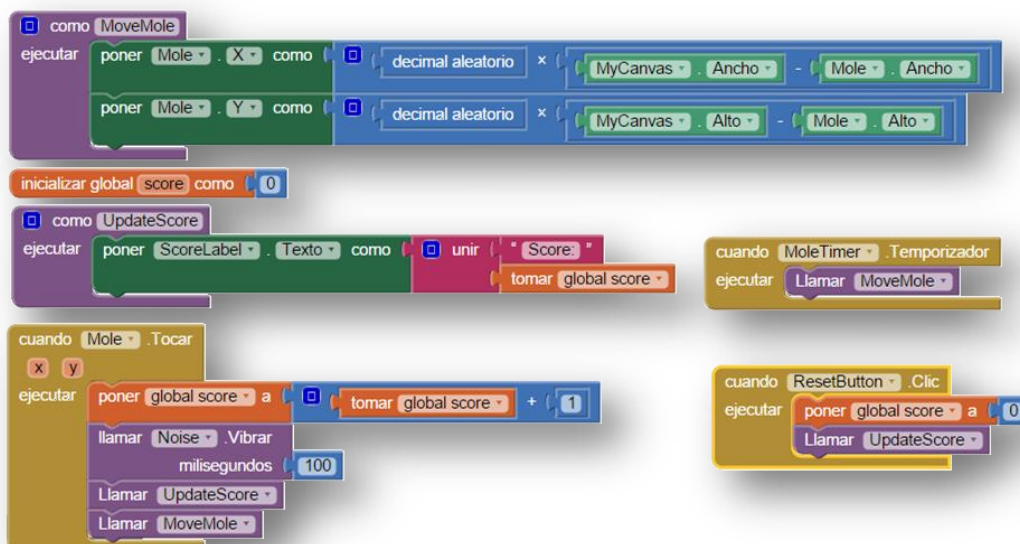 como MoveMole
ejecutar poner Mole . X como decimal aleatorio × MyCanvas . Ancho - Mole . Ancho
poner Mole . Y como decimal aleatorio × MyCanvas . Alto - Mole . Alto
inicializar global score como 0
como UpdateScore
ejecutar poner ScoreLabel . Texto como unir " Score: "
tomar global score
cuando MoleTimer .Temporizador
ejecutar Llamar MoveMole
cuando Mole .Tocar
x y
ejecutar poner global score a tomar global score + 1
llamar Noise .Vibrar
milisegundos 100
Llamar UpdateScore
Llamar MoveMole
cuando ResetButton .Clic
ejecutar poner global score a 0
Llamar UpdateScore